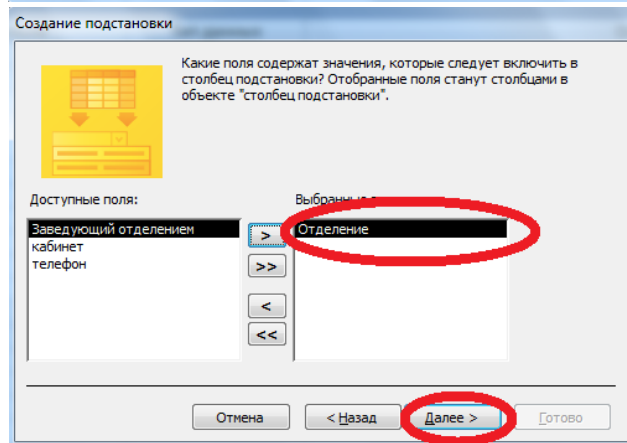 Создание подстановки
Какие поля содержат значения, которые следует включить в
столбец подстановки? Отобранные поля станут столбцами в
объекте "столбец подстановки".
Доступные поля:
Выбранные
Заведующий отделением
кабинет
телефон
>
>>
<
<<
Отделение
Отмена
< Назад
Далее >
Готово